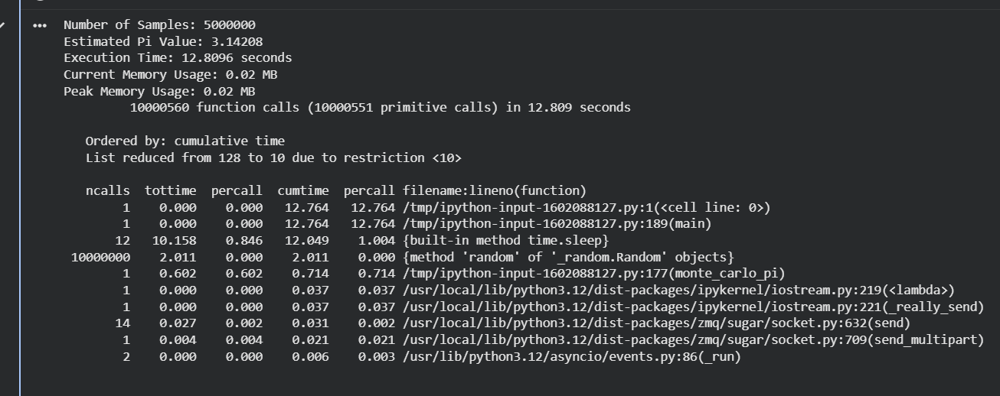 Number of Samples: 5000000
Estimated Pi Value: 3.14208
Execution Time: 12.8096 seconds
Current Memory Usage: 0.02 MB
Peak Memory Usage: 0.02 MB
10000560 function calls (10000551 primitive calls) in 12.809 seconds
Ordered by: cumulative time
List reduced from 128 to 10 due to restriction <10>
ncalls tottime percall cumtime percall filename:lineno(function)
1 0.000 0.000 12.764 12.764 /tmp/ipython-input-1602088127.py:1(<cell line: 0>)
1 0.000 0.000 12.764 12.764 /tmp/ipython-input-1602088127.py:189(main)
12 10.158 0.846 12.049 1.004 {built-in method time.sleep}
10000000 2.011 0.000 2.011 0.000 {method 'random' of '_random.Random' objects}
1 0.602 0.602 0.714 0.714 /tmp/ipython-input-1602088127.py:177(monte_carlo_pi)
1 0.000 0.000 0.037 0.037 /usr/local/lib/python3.12/dist-packages/ipykernel/iostream.py:219(<lambda>)
1 0.000 0.000 0.037 0.037 /usr/local/lib/python3.12/dist-packages/ipykernel/iostream.py:221(_really_send)
14 0.027 0.002 0.031 0.002 /usr/local/lib/python3.12/dist-packages/zmq/sugar/socket.py:632(send)
1 0.004 0.004 0.021 0.021 /usr/local/lib/python3.12/dist-packages/zmq/sugar/socket.py:709(send_multipart)
2 0.000 0.000 0.006 0.003 /usr/lib/python3.12/asyncio/events.py:86(_run)